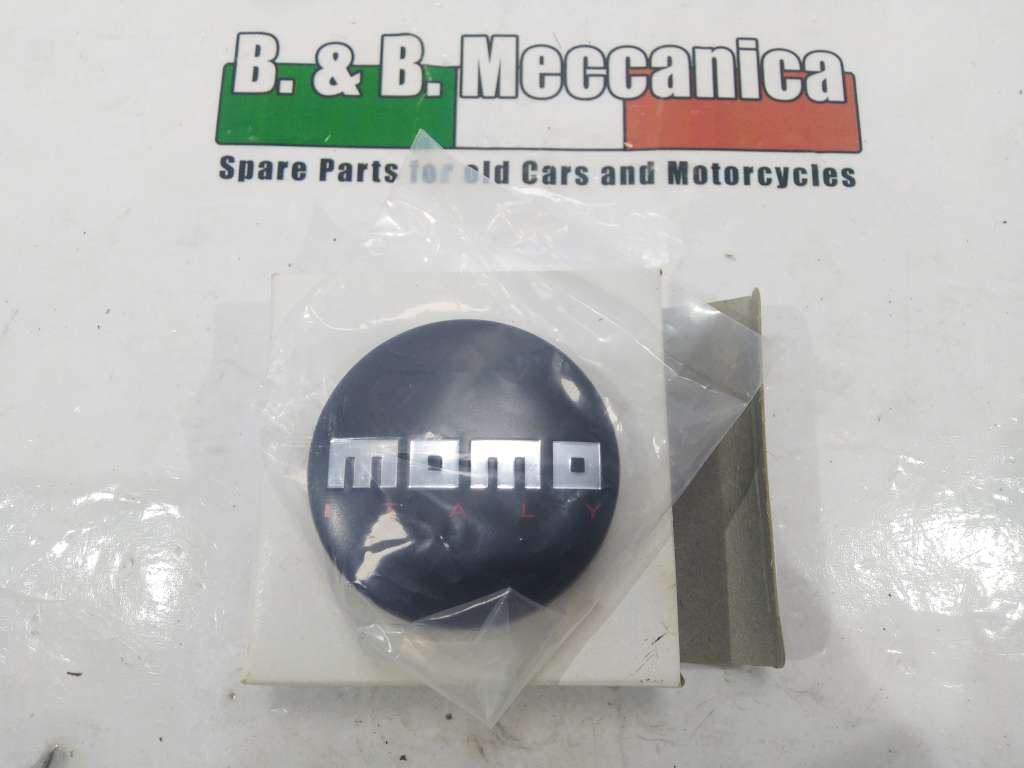 B. & B. Meccanica
Spare Parts for old Cars and Motorcycles
momo
ITALY